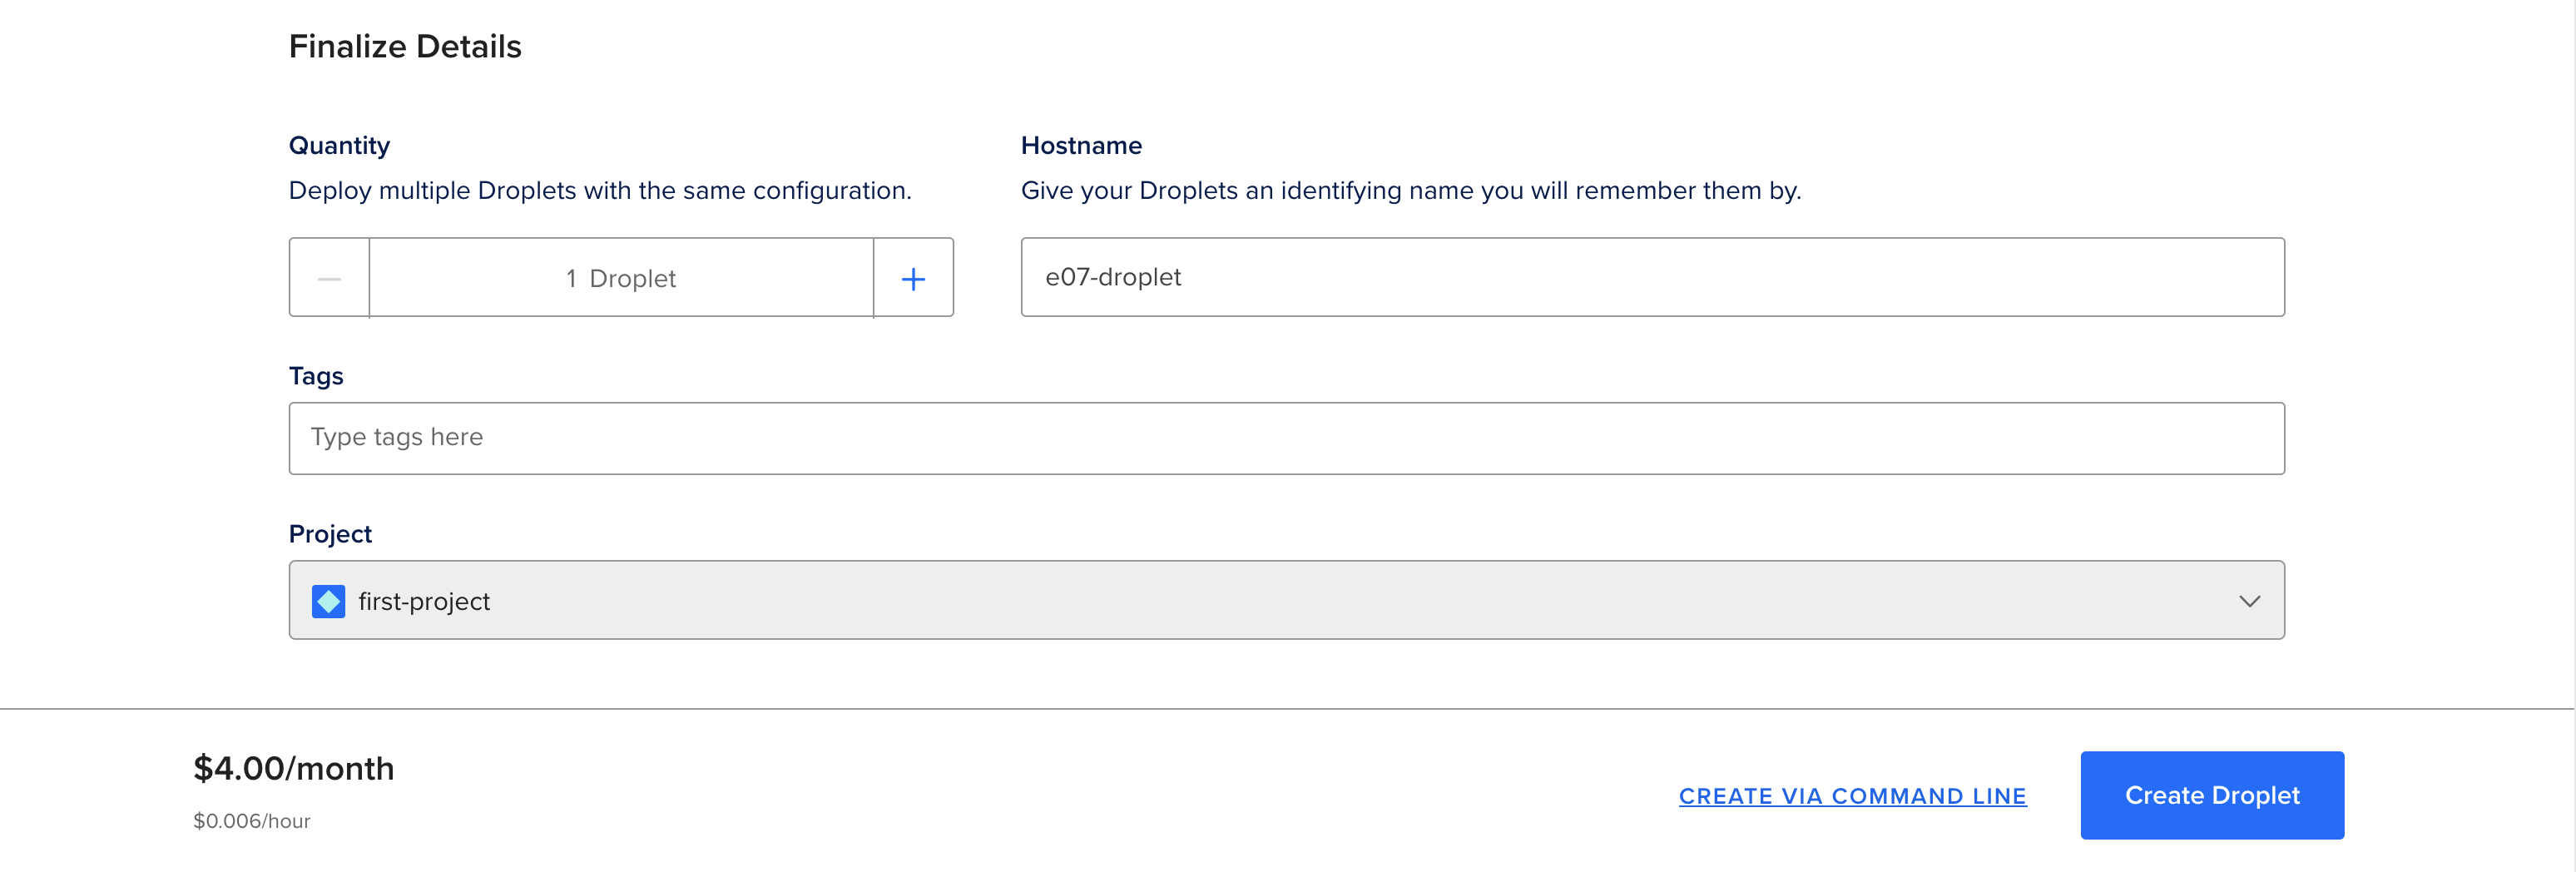 Finalize Details
Quantity
Deploy multiple Droplets with the same configuration.
1 Droplet
Hostname
Give your Droplets an identifying name you will remember them by.
e07-droplet
Tags
Type tags here
Project
first-project
$4.00/month
$0.006/hour
CREATE VIA COMMAND LINE
Create Droplet